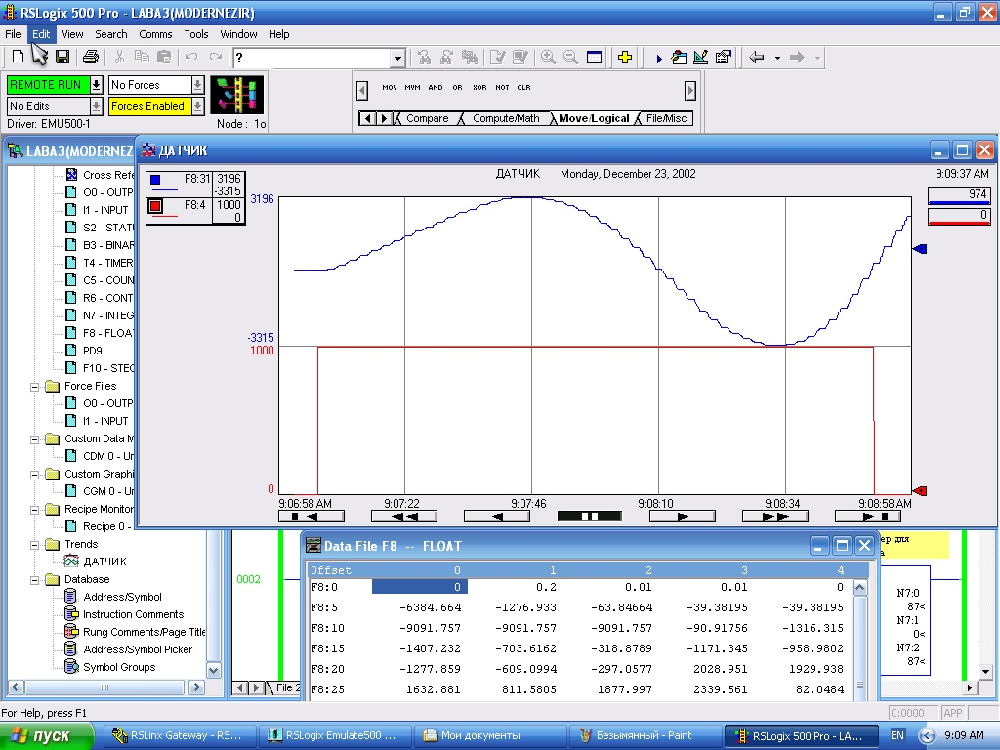 RSLogix 500 Pro - LABA3(MODERNEZIR)
File Edit View Search Comms Tools Window Help
?
REMOTE RUN No Forces
No Edits Forces Enabled
Driver: EMU500-1 Node : 1o
MOV MVM AND OR XOR NOT CLR
Compare Compute/Math Move/Logical File/Misc
LABA3(MODERNEZ
Cross Refe
O0 - OUTP
I1 - INPUT
S2 - STATU
B3 - BINAR
T4 - TIMER
C5 - COUN
R6 - CONT
N7 - INTEG
F8 - FLOA
PD9
F10 - STEC
Force Files
O0 - OUTP
I1 - INPUT
Custom Data M
CDM 0 - Un
Custom Graphi
CGM 0 - Un
Recipe Monitor
Recipe 0 -
Trends
ДАТЧИК
Database
Address/Symbol
Instruction Comments
Rung Comments/Page Title
Address/Symbol Picker
Symbol Groups
ДАТЧИК
F8:31 3196
-3315
F8:4 1000
0
ДАТЧИК Monday, December 23, 2002 9:09:37 AM
974
0
3196
-3315
1000
0
9:06:58 AM 9:07:22 9:07:46 9:08:10 9:08:34 9:08:58 AM
0002
File 2
Data File F8 -- FLOAT
Offset 0 1 2 3 4
F8:0 0 0.2 0.01 0.01 0
F8:5 -6384.664 -1276.933 -63.84664 -39.38195 -39.38195
F8:10 -9091.757 -9091.757 -9091.757 -90.91756 -1316.315
F8:15 -1407.232 -703.6162 -318.8789 -1171.345 -958.9802
F8:20 -1277.859 -609.0994 -297.0577 2028.951 1929.938
F8:25 1632.881 811.5805 1877.997 2339.561 82.0484
ер для
а
N7:0
87<
N7:1
0<
N7:2
87<
For Help, press F1 0:0000 APP
пуск RSLinx Gateway - RS... RSLogix Emulate500 ... Мои документы Безымянный - Paint RSLogix 500 Pro - LA... EN 9:09 AM